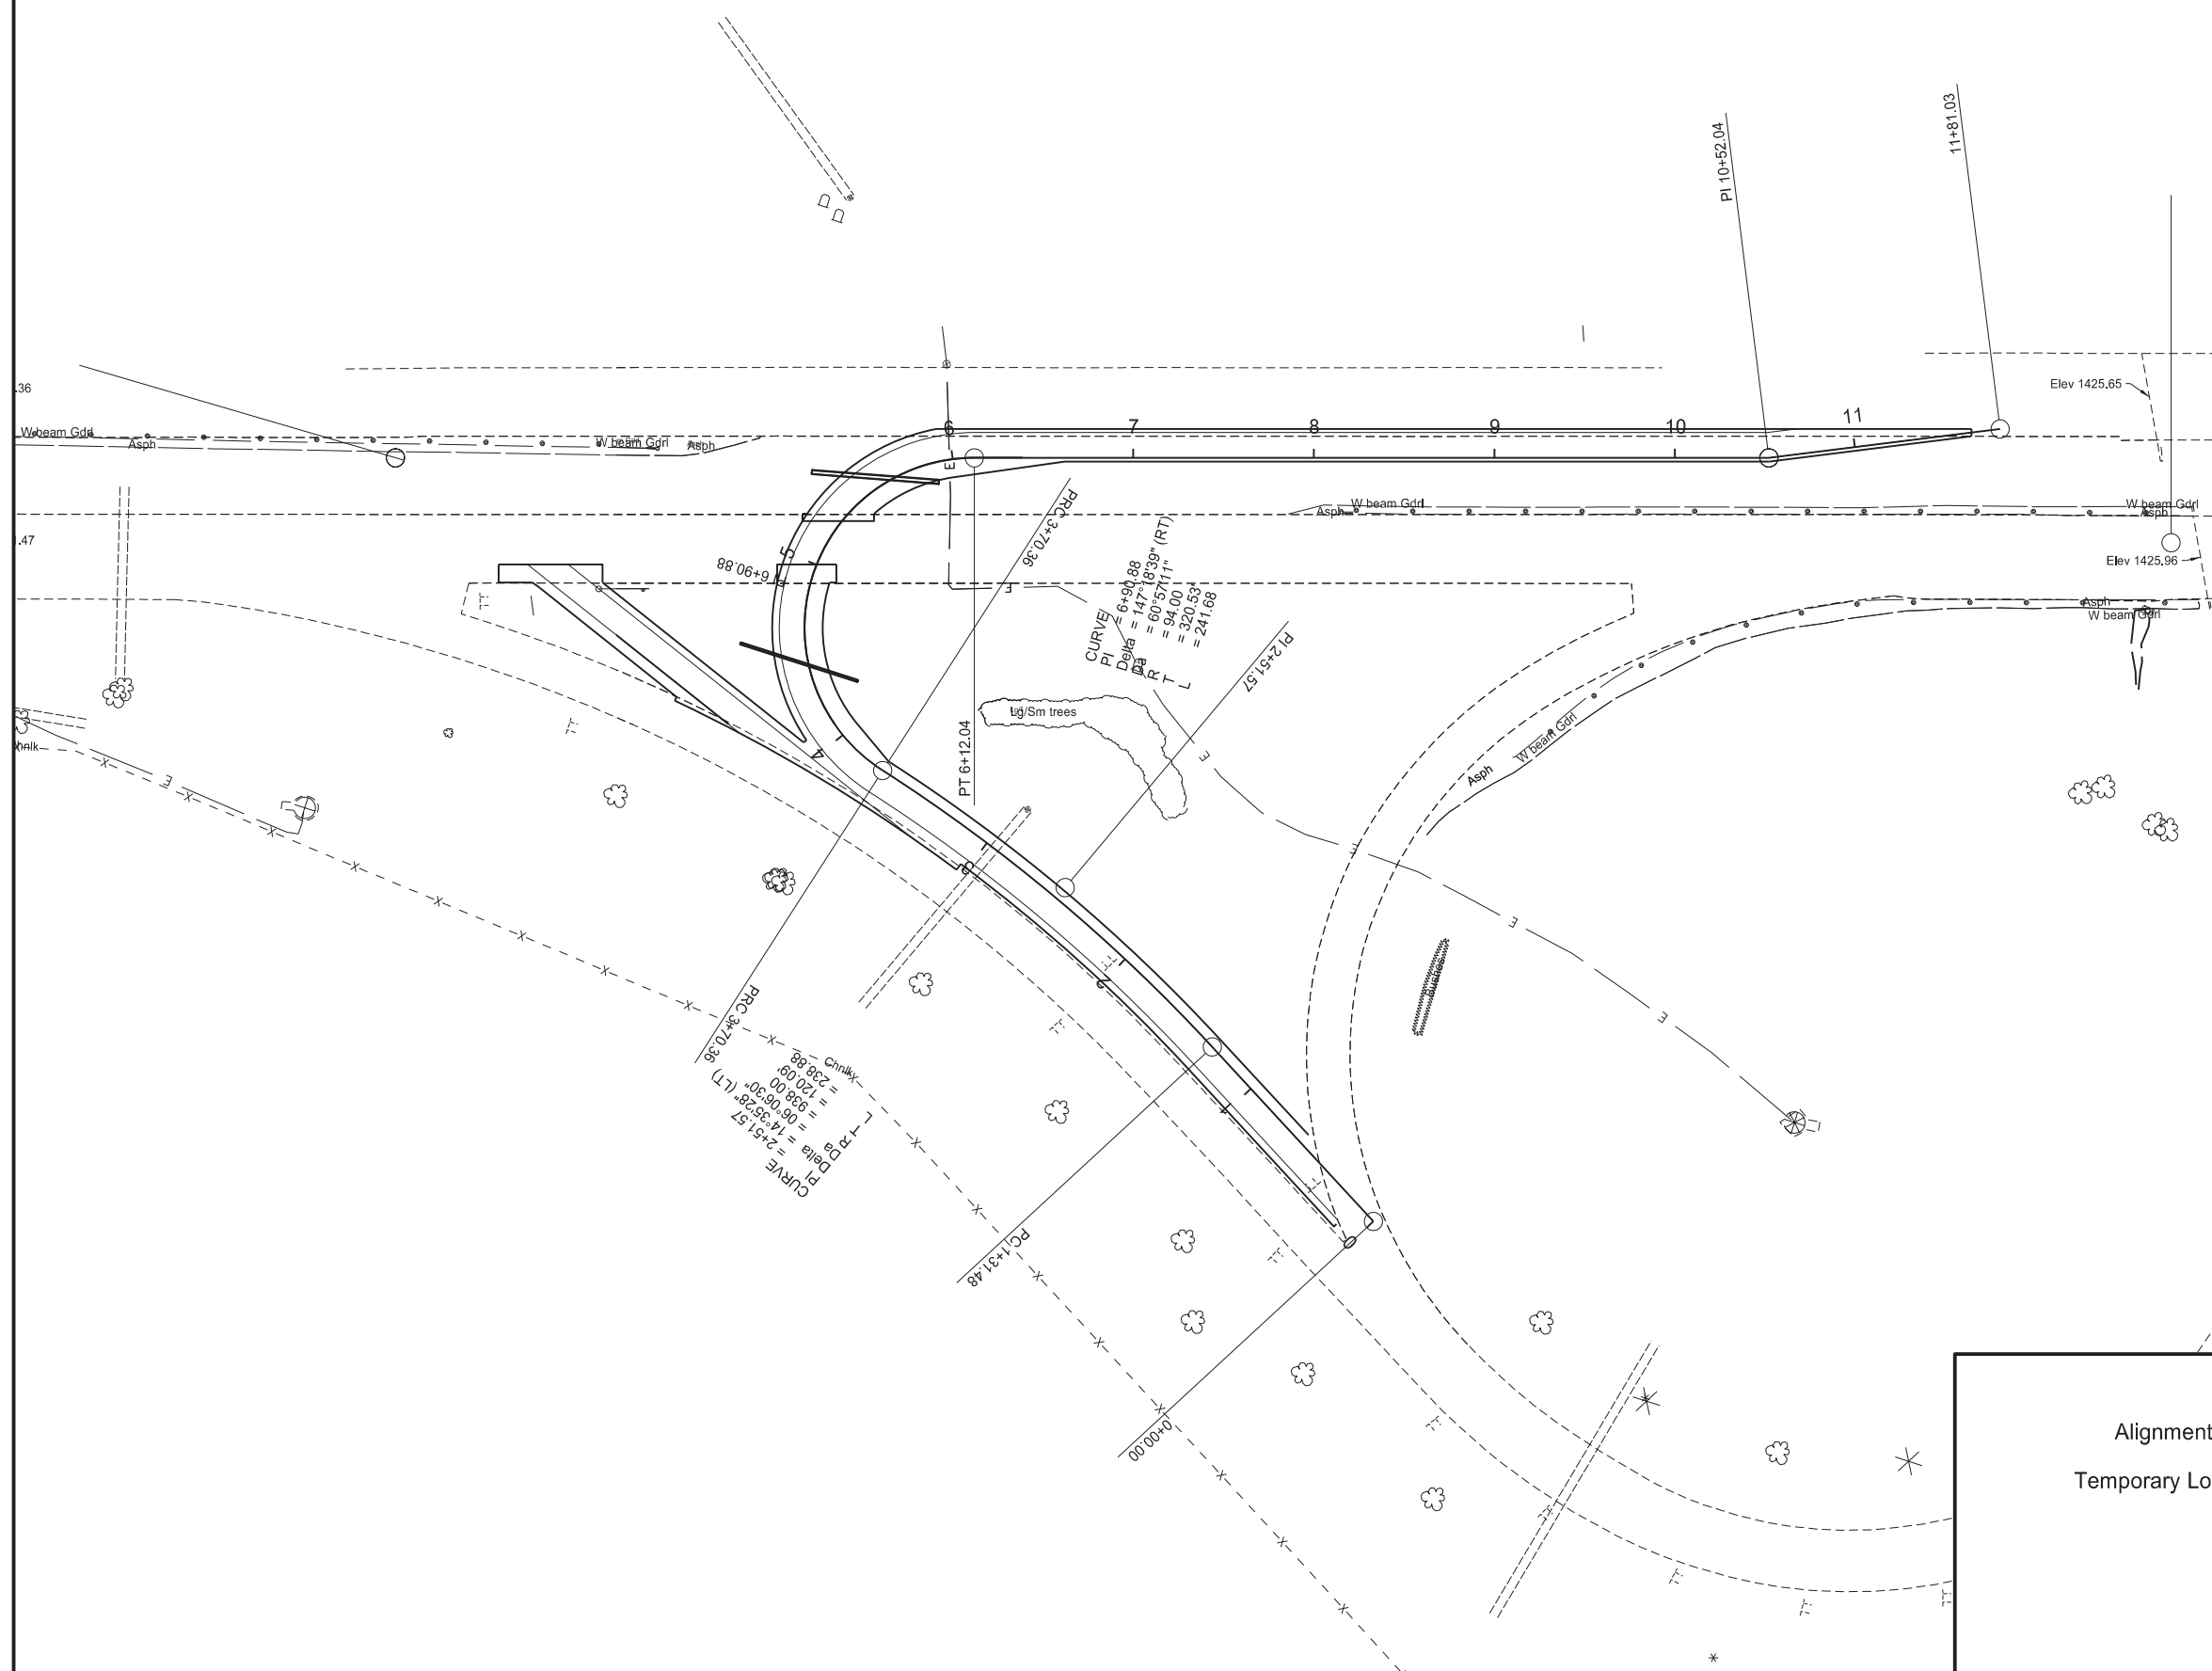 11+81.03
PI 10+52.04
.36
W beam Gdrl
Asph
W beam Gdrl
Asph
6
7
8
9
10
11
Elev 1425.65
E
PRC 3+70.36
W beam Gdrl
Asph
W beam Gdrl
Asph
.47
5
6+90.88
E
Elev 1425.96
CURVE
PI = 6+90.88
Delta = 147°18'39" (RT)
Da = 60°57'11"
R = 94.00
T = 320.53'
L = 241.68
Asph
W beam Gdrl
PI 2+51.57
Lg/Sm trees
W beam Gdrl
Asph
PT 6+12.04
hnlk
E
4
E
E
3
E
Bushes
2
E
PRC 3+70.36
Chnlk
CURVE
PI = 2+51.57
Delta = 14°35'28" (LT)
Da = 06°06'30"
R = 938.00
T = 120.09'
L = 238.88
1
PC 1+31.48
0
0+00.00
Alignment
Temporary Lo